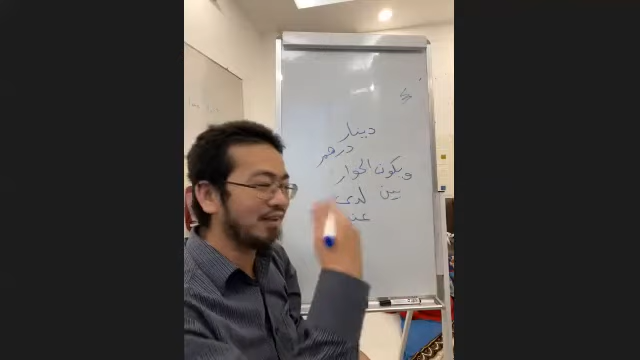 دينار
درهم
ويكون الحوار
بين لدى